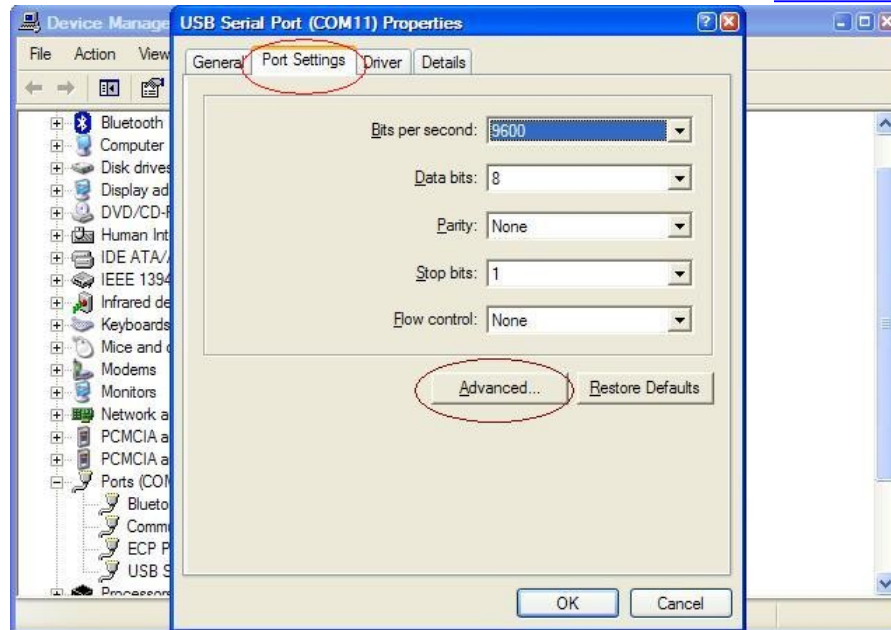 Device Manage
USB Serial Port (COM11) Properties
File Action View
General Port Settings Driver Details
Bluetooth
Computer
Disk drives
Display ad
DVD/CD-R
Human Int
IDE ATA/A
IEEE 1394
Infrared de
Keyboards
Mice and o
Modems
Monitors
Network a
PCMCIA a
PCMCIA a
Ports (COM
Blueto
Commu
ECP P
USB S
Processors
Bits per second: 9600
Data bits: 8
Parity: None
Stop bits: 1
Flow control: None
Advanced... Restore Defaults
OK Cancel